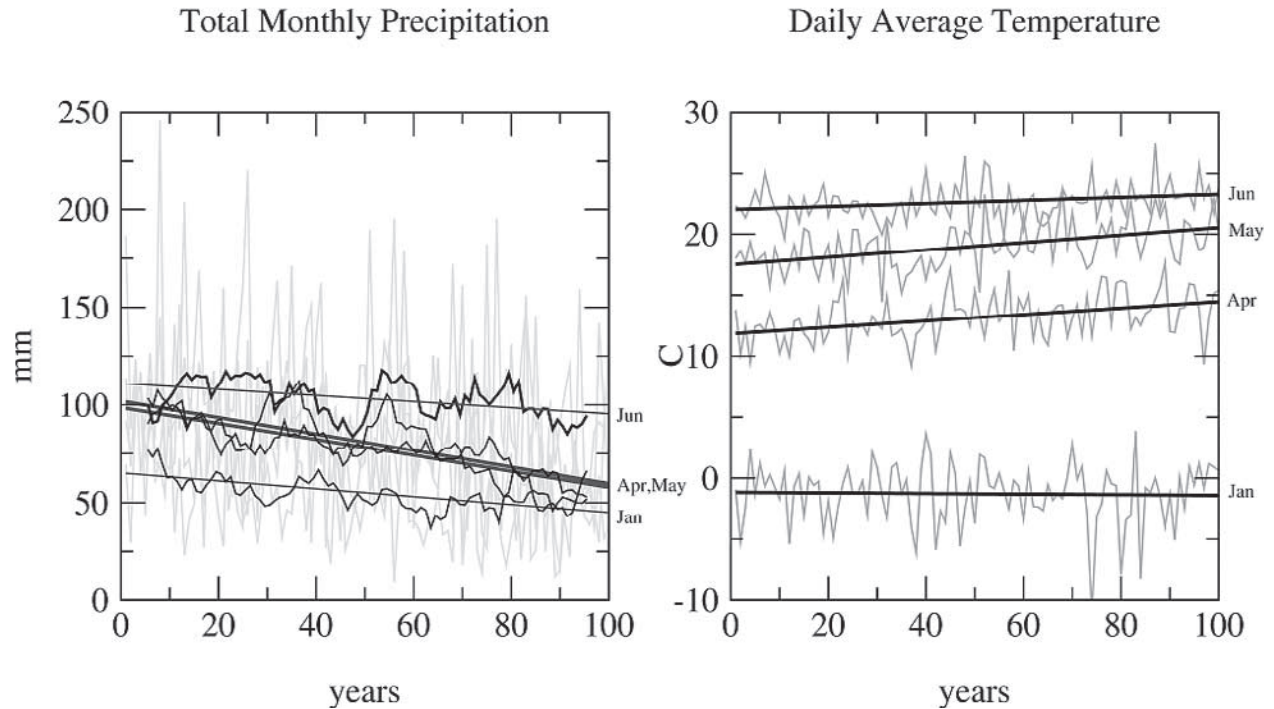 Total Monthly Precipitation
250
200
150
100
50
0
mm
0 20 40 60 80 100
years
Jun
Apr,May
Jan
Daily Average Temperature
30
20
10
0
-10
C
0 20 40 60 80 100
years
Jun
May
Apr
Jan